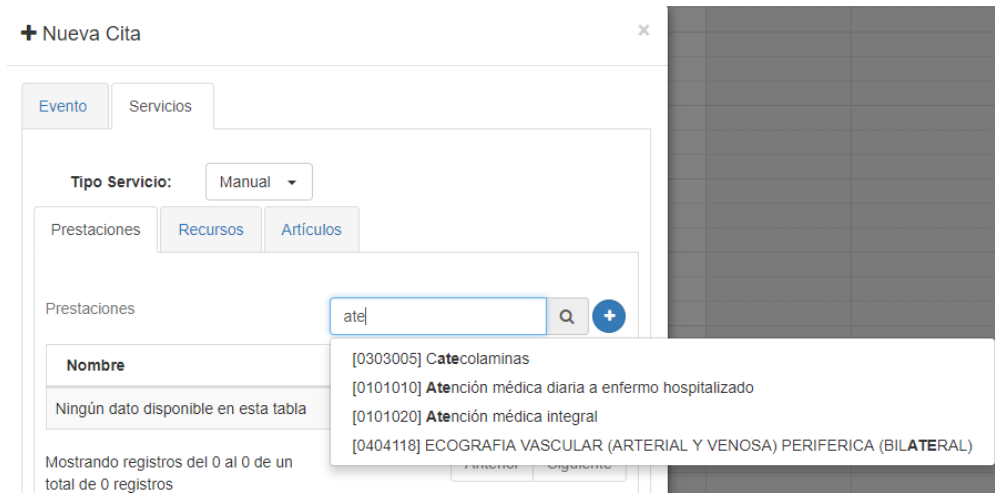 Nueva Cita ×
Evento Servicios
Tipo Servicio: Manual
Prestaciones Recursos Artículos
Prestaciones ate
[0303005] Catecolaminas
Nombre
[0101010] Atención médica diaria a enfermo hospitalizado
Ningún dato disponible en esta tabla
[0101020] Atención médica integral
[0404118] ECOGRAFIA VASCULAR (ARTERIAL Y VENOSA) PERIFERICA (BILATERAL)
Mostrando registros del 0 al 0 de un
total de 0 registros
Anterior Siguiente